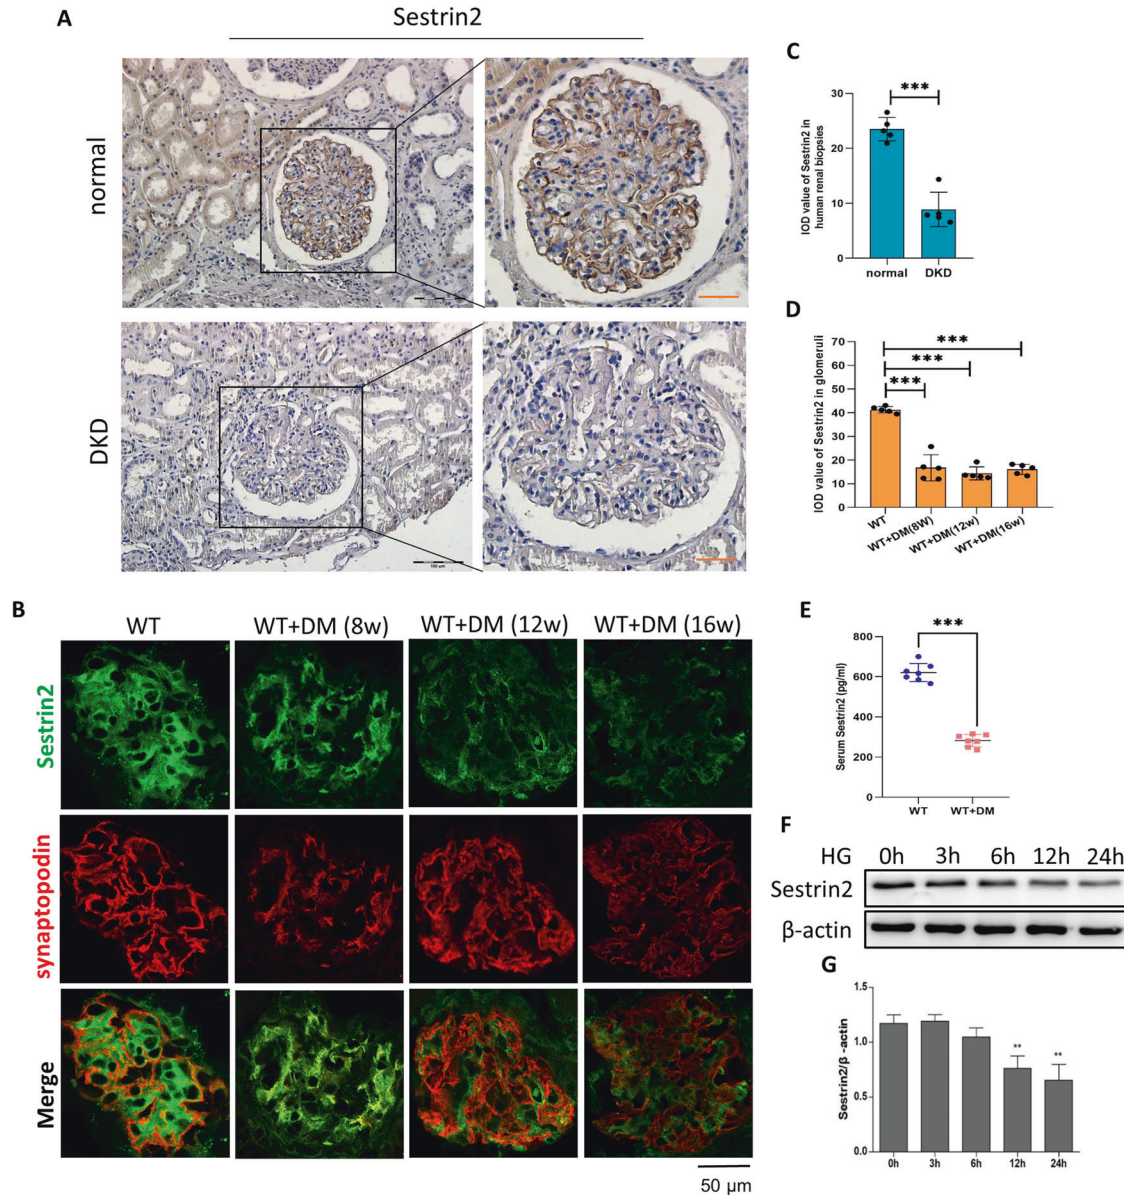 A
Sestrin2
normal
DKD
100 μm
B
WT
WT+DM (8w)
WT+DM (12w)
WT+DM (16w)
Sestrin2
synaptopodin
Merge
50 μm
C
***
IOD value of Sestrin2 in
human renal biopsies
30
20
10
0
normal
DKD
D
***
***
***
IOD value of Sestrin2 in glomeruli
70
60
50
40
30
20
10
0
WT
WT+DM(8W)
WT+DM(12w)
WT+DM(16w)
E
***
Serum Sestrin2 (pg/ml)
800
600
400
200
0
WT
WT+DM
F
HG 0h 3h 6h 12h 24h
Sestrin2
β-actin
G
Sestrin2/β -actin
1.5
1.0
0.5
0.0
**
**
0h
3h
6h
12h
24h